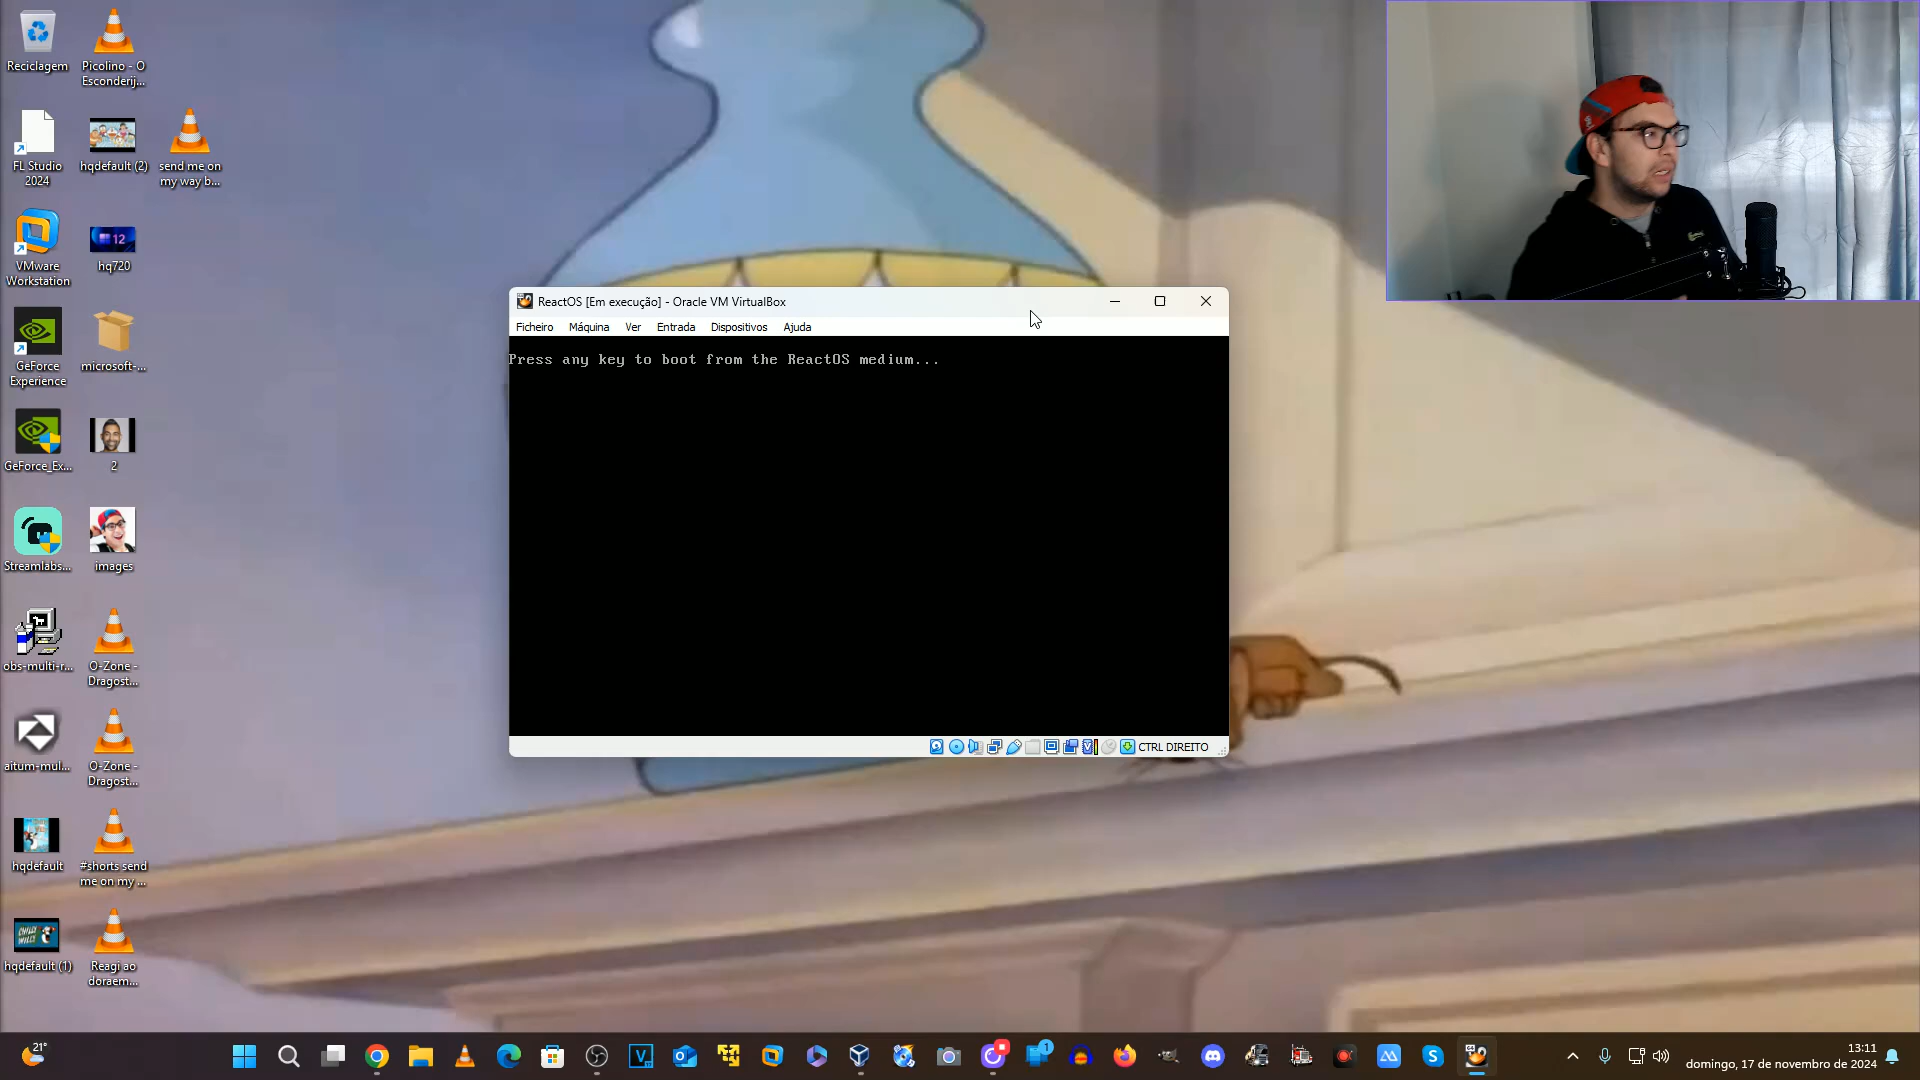 Reciclagem
Picolino - O
Esconderij...
FL Studio
2024
hqdefault (2)
send me on
my way b...
VMware
Workstation
12
hq720
GeForce
Experience
microsoft-...
GeForce_Ex...
2
Streamlabs...
images
obs-multi-r...
O-Zone -
Dragost...
aitum-mul...
O-Zone -
Dragost...
hqdefault
#shorts send
me on my ...
hqdefault (1)
Reagi ao
doraem...
ReactOS [Em execução] - Oracle VM VirtualBox
Ficheiro Máquina Ver Entrada Dispositivos Ajuda
Press any key to boot from the ReactOS medium...
CTRL DIREITO
21°
1
13:11
domingo, 17 de novembro de 2024